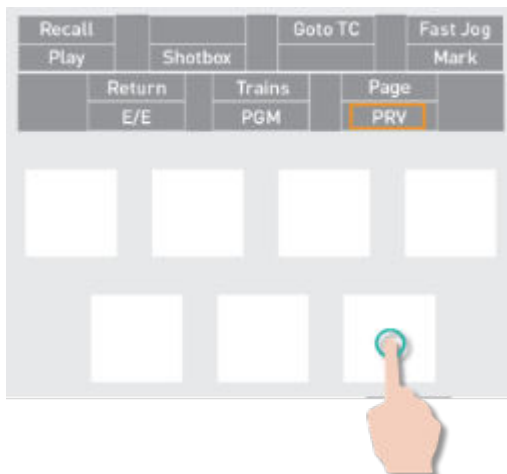 Recall Goto TC Fast Jog
Play Shotbox Mark
Return Trains Page
E/E PGM PRV